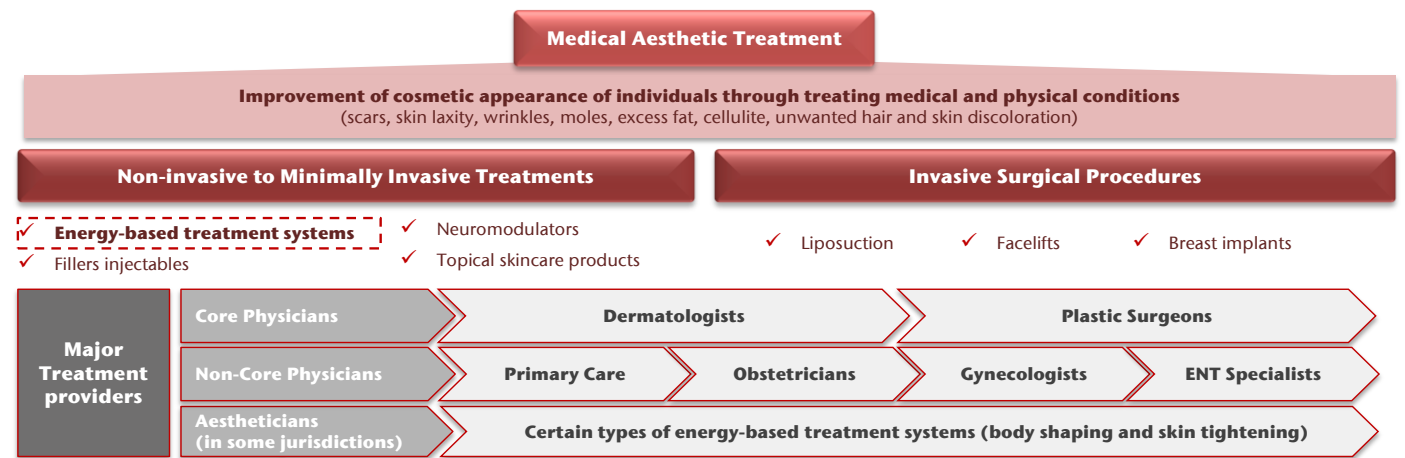 Medical Aesthetic Treatment
Improvement of cosmetic appearance of individuals through treating medical and physical conditions
(scars, skin laxity, wrinkles, moles, excess fat, cellulite, unwanted hair and skin discoloration)
Non-invasive to Minimally Invasive Treatments
Invasive Surgical Procedures
✓ Energy-based treatment systems
✓ Fillers injectables
✓ Neuromodulators
✓ Topical skincare products
✓ Liposuction
✓ Facelifts
✓ Breast implants
Major
Treatment
providers
Core Physicians
Dermatologists
Plastic Surgeons
Non-Core Physicians
Primary Care
Obstetricians
Gynecologists
ENT Specialists
Aestheticians
(in some jurisdictions)
Certain types of energy-based treatment systems (body shaping and skin tightening)